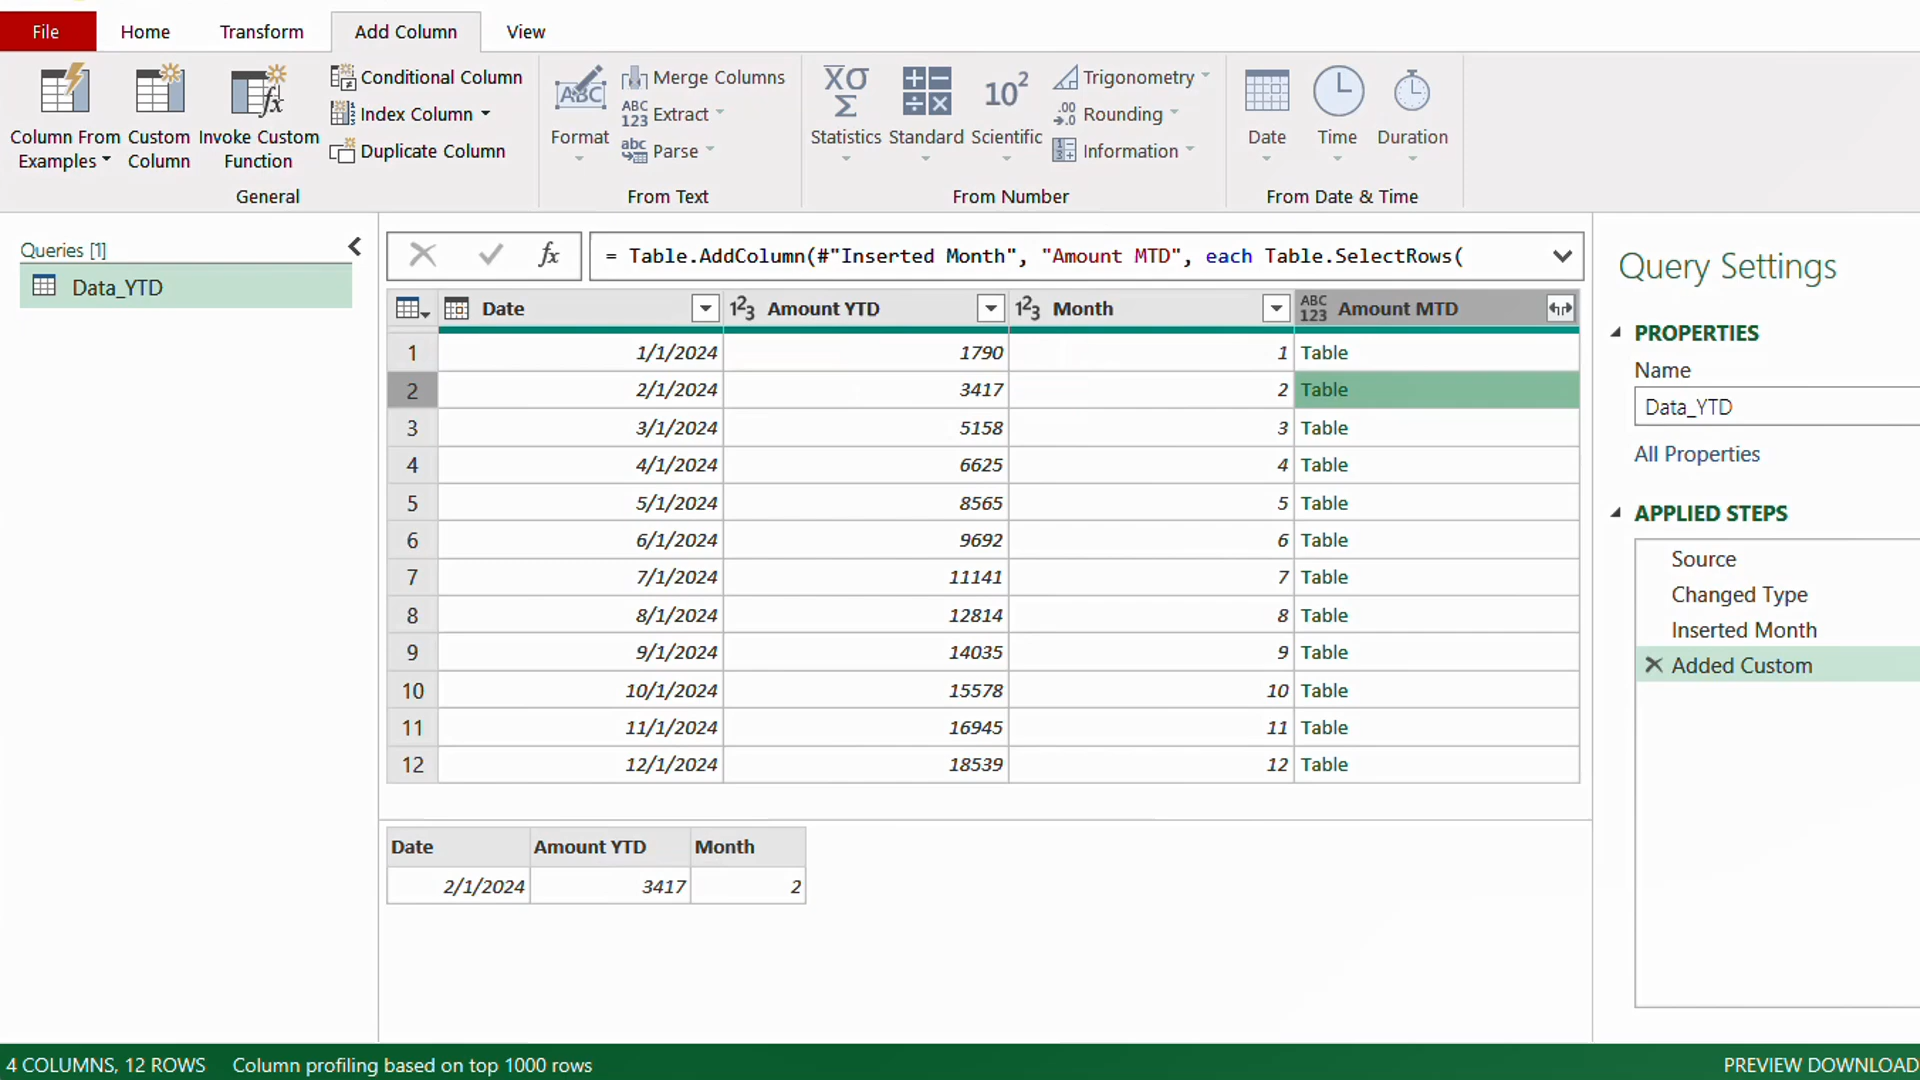 File Home Transform Add Column View
Column From Examples
Custom Column
Invoke Custom Function
Conditional Column
Index Column
Duplicate Column
General
Format
Merge Columns
Extract
Parse
From Text
Statistics
Standard
Scientific
Trigonometry
Rounding
Information
From Number
Date
Time
Duration
From Date & Time
Queries [1]
Data_YTD
fx = Table.AddColumn(#"Inserted Month", "Amount MTD", each Table.SelectRows(
Date 1²3 Amount YTD 1²3 Month ABC 123 Amount MTD
1 1/1/2024 1790 1 Table
2 2/1/2024 3417 2 Table
3 3/1/2024 5158 3 Table
4 4/1/2024 6625 4 Table
5 5/1/2024 8565 5 Table
6 6/1/2024 9692 6 Table
7 7/1/2024 11141 7 Table
8 8/1/2024 12814 8 Table
9 9/1/2024 14035 9 Table
10 10/1/2024 15578 10 Table
11 11/1/2024 16945 11 Table
12 12/1/2024 18539 12 Table
Date Amount YTD Month
2/1/2024 3417 2
Query Settings
PROPERTIES
Name
Data_YTD
All Properties
APPLIED STEPS
Source
Changed Type
Inserted Month
Added Custom
4 COLUMNS, 12 ROWS Column profiling based on top 1000 rows PREVIEW DOWNLOAD